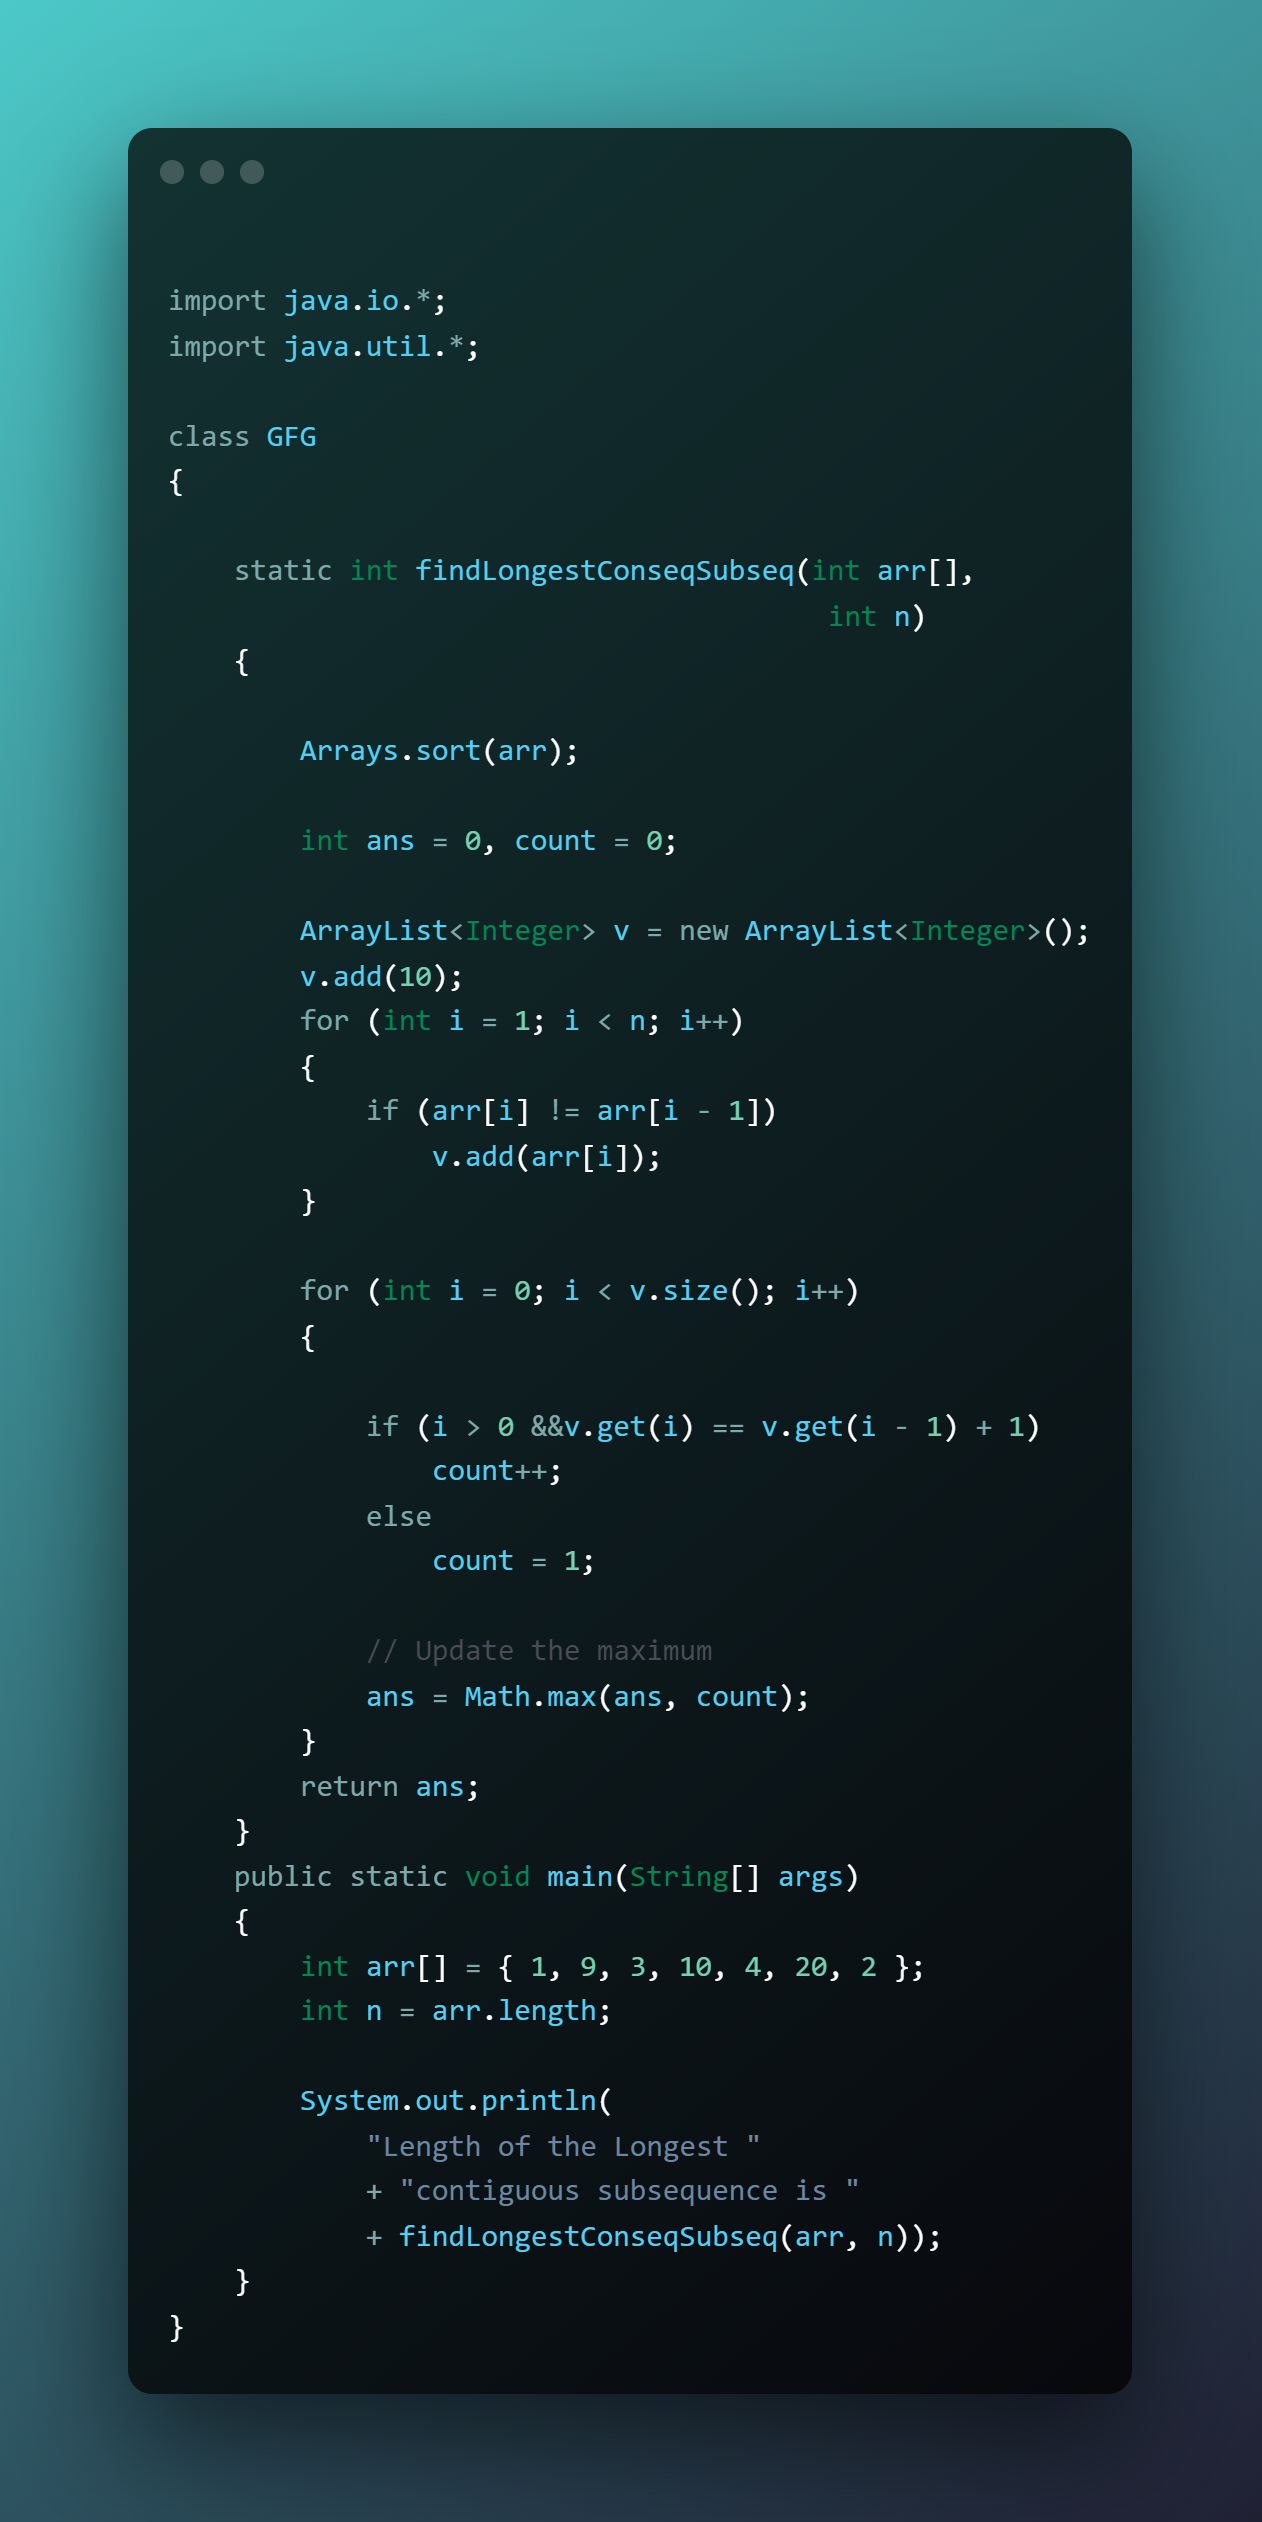 import java.io.*;
import java.util.*;

class GFG
{

    static int findLongestConseqSubseq(int arr[],
                                        int n)
    {

        Arrays.sort(arr);

        int ans = 0, count = 0;

        ArrayList<Integer> v = new ArrayList<Integer>();
        v.add(10);
        for (int i = 1; i < n; i++)
        {
            if (arr[i] != arr[i - 1])
                v.add(arr[i]);
        }

        for (int i = 0; i < v.size(); i++)
        {

            if (i > 0 &&v.get(i) == v.get(i - 1) + 1)
                count++;
            else
                count = 1;

            // Update the maximum
            ans = Math.max(ans, count);
        }
        return ans;
    }
    public static void main(String[] args)
    {
        int arr[] = { 1, 9, 3, 10, 4, 20, 2 };
        int n = arr.length;

        System.out.println(
            "Length of the Longest "
            + "contiguous subsequence is "
            + findLongestConseqSubseq(arr, n));
    }
}